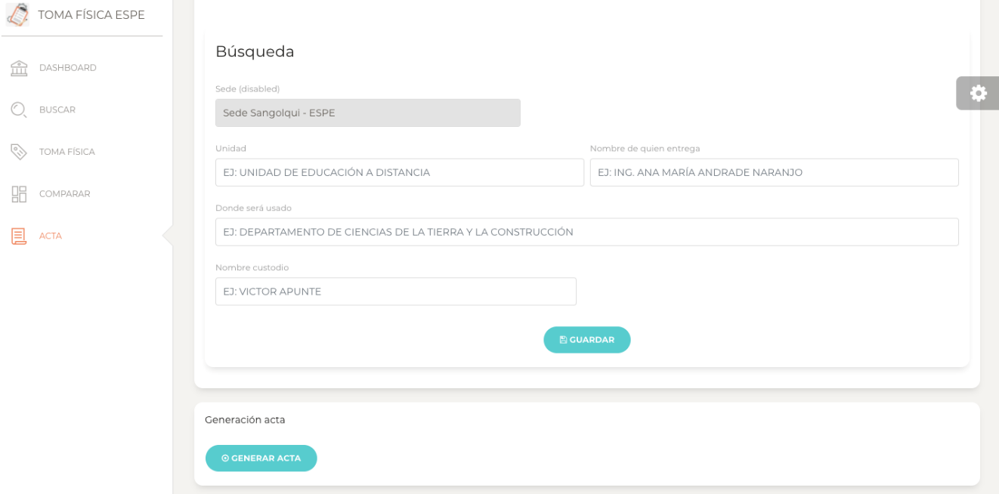 TOMA FÍSICA ESPE
DASHBOARD
BUSCAR
TOMA FÍSICA
COMPARAR
ACTA
Búsqueda
Sede (disabled)
Sede Sangolqui - ESPE
Unidad
EJ: UNIDAD DE EDUCACIÓN A DISTANCIA
Nombre de quien entrega
EJ: ING. ANA MARÍA ANDRADE NARANJO
Donde será usado
EJ: DEPARTAMENTO DE CIENCIAS DE LA TIERRA Y LA CONSTRUCCIÓN
Nombre custodio
EJ: VICTOR APUNTE
GUARDAR
Generación acta
GENERAR ACTA